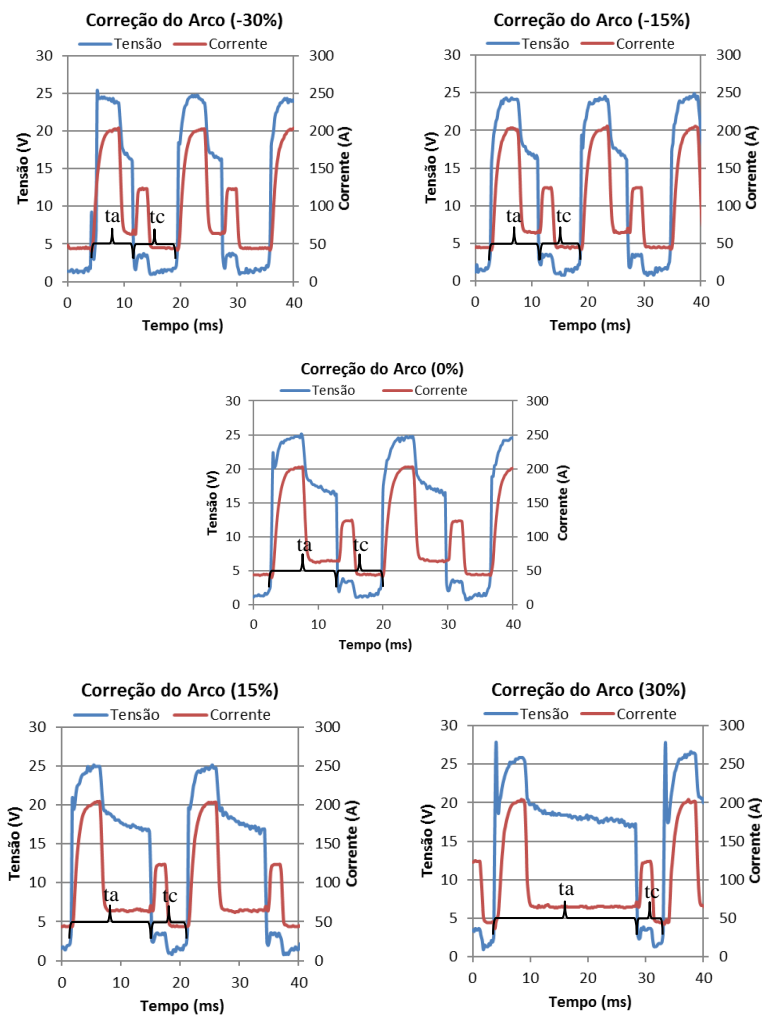 Correção do Arco (-30%)
Tensão Corrente
30 300
25 250
20 200
15 150
10 100
5 50
0 0
ta tc
0 10 20 30 40
Tensão (V)
Corrente (A)
Tempo (ms)
Correção do Arco (-15%)
Tensão Corrente
30 300
25 250
20 200
15 150
10 100
5 50
0 0
ta tc
0 10 20 30 40
Tensão (V)
Corrente (A)
Tempo (ms)
Correção do Arco (0%)
Tensão Corrente
30 300
25 250
20 200
15 150
10 100
5 50
0 0
ta tc
0 10 20 30 40
Tensão (V)
Corrente (A)
Tempo (ms)
Correção do Arco (15%)
Tensão Corrente
30 300
25 250
20 200
15 150
10 100
5 50
0 0
ta tc
0 10 20 30 40
Tensão (V)
Corrente (A)
Tempo (ms)
Correção do Arco (30%)
Tensão Corrente
30 300
25 250
20 200
15 150
10 100
5 50
0 0
ta tc
0 10 20 30 40
Tensão (V)
Corrente (A)
Tempo (ms)